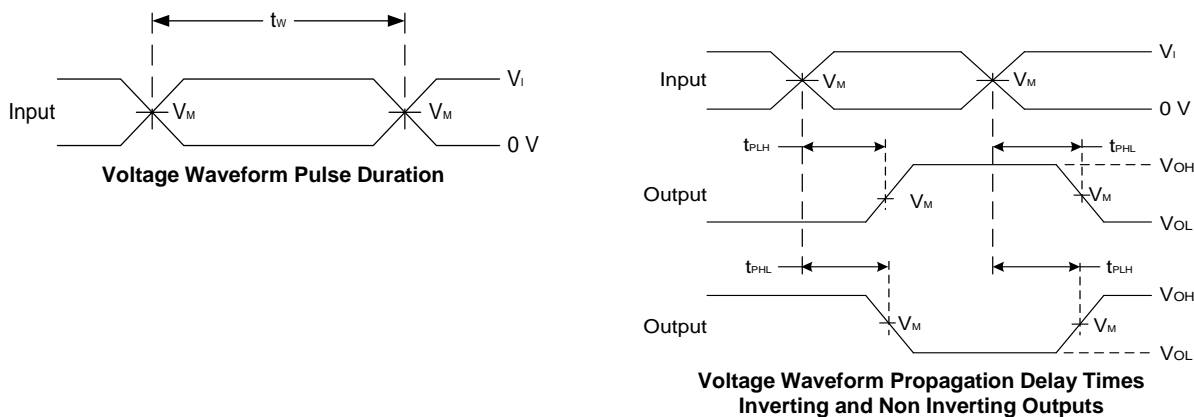 tW
VI
Input
VM
VM
0 V
Voltage Waveform Pulse Duration
VI
Input
VM
VM
0 V
tPLH
tPHL
VOH
Output
VM
VM
VOL
tPHL
tPLH
VOH
Output
VM
VM
VOL
Voltage Waveform Propagation Delay Times
Inverting and Non Inverting Outputs